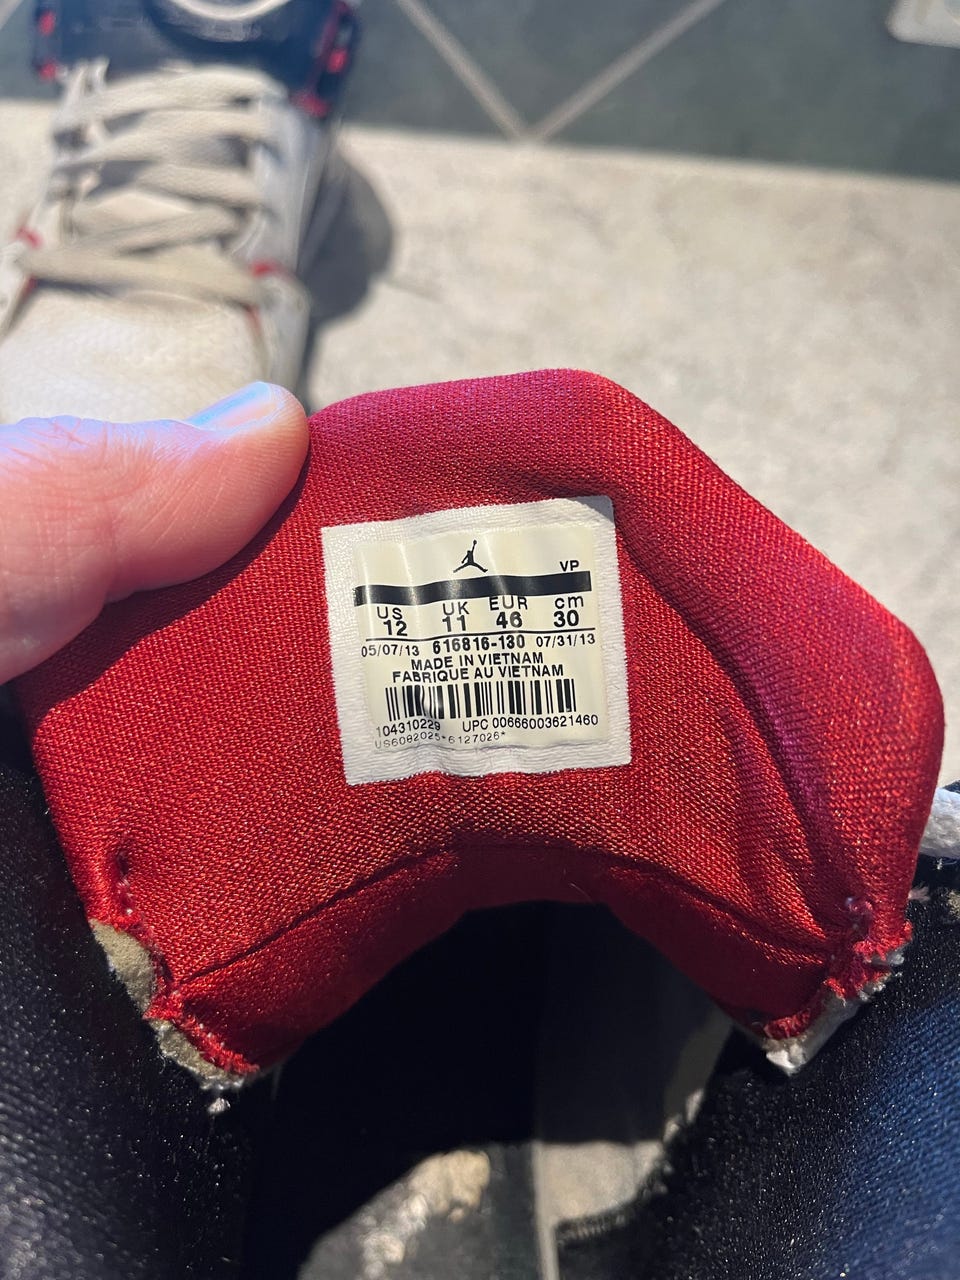 VP
US UK EUR cm
12 11 46 30
05/07/13 616816-130 07/31/13
MADE IN VIETNAM
FABRIQUE AU VIETNAM
104310229 UPC 00666003621460
US6082025*6127026*